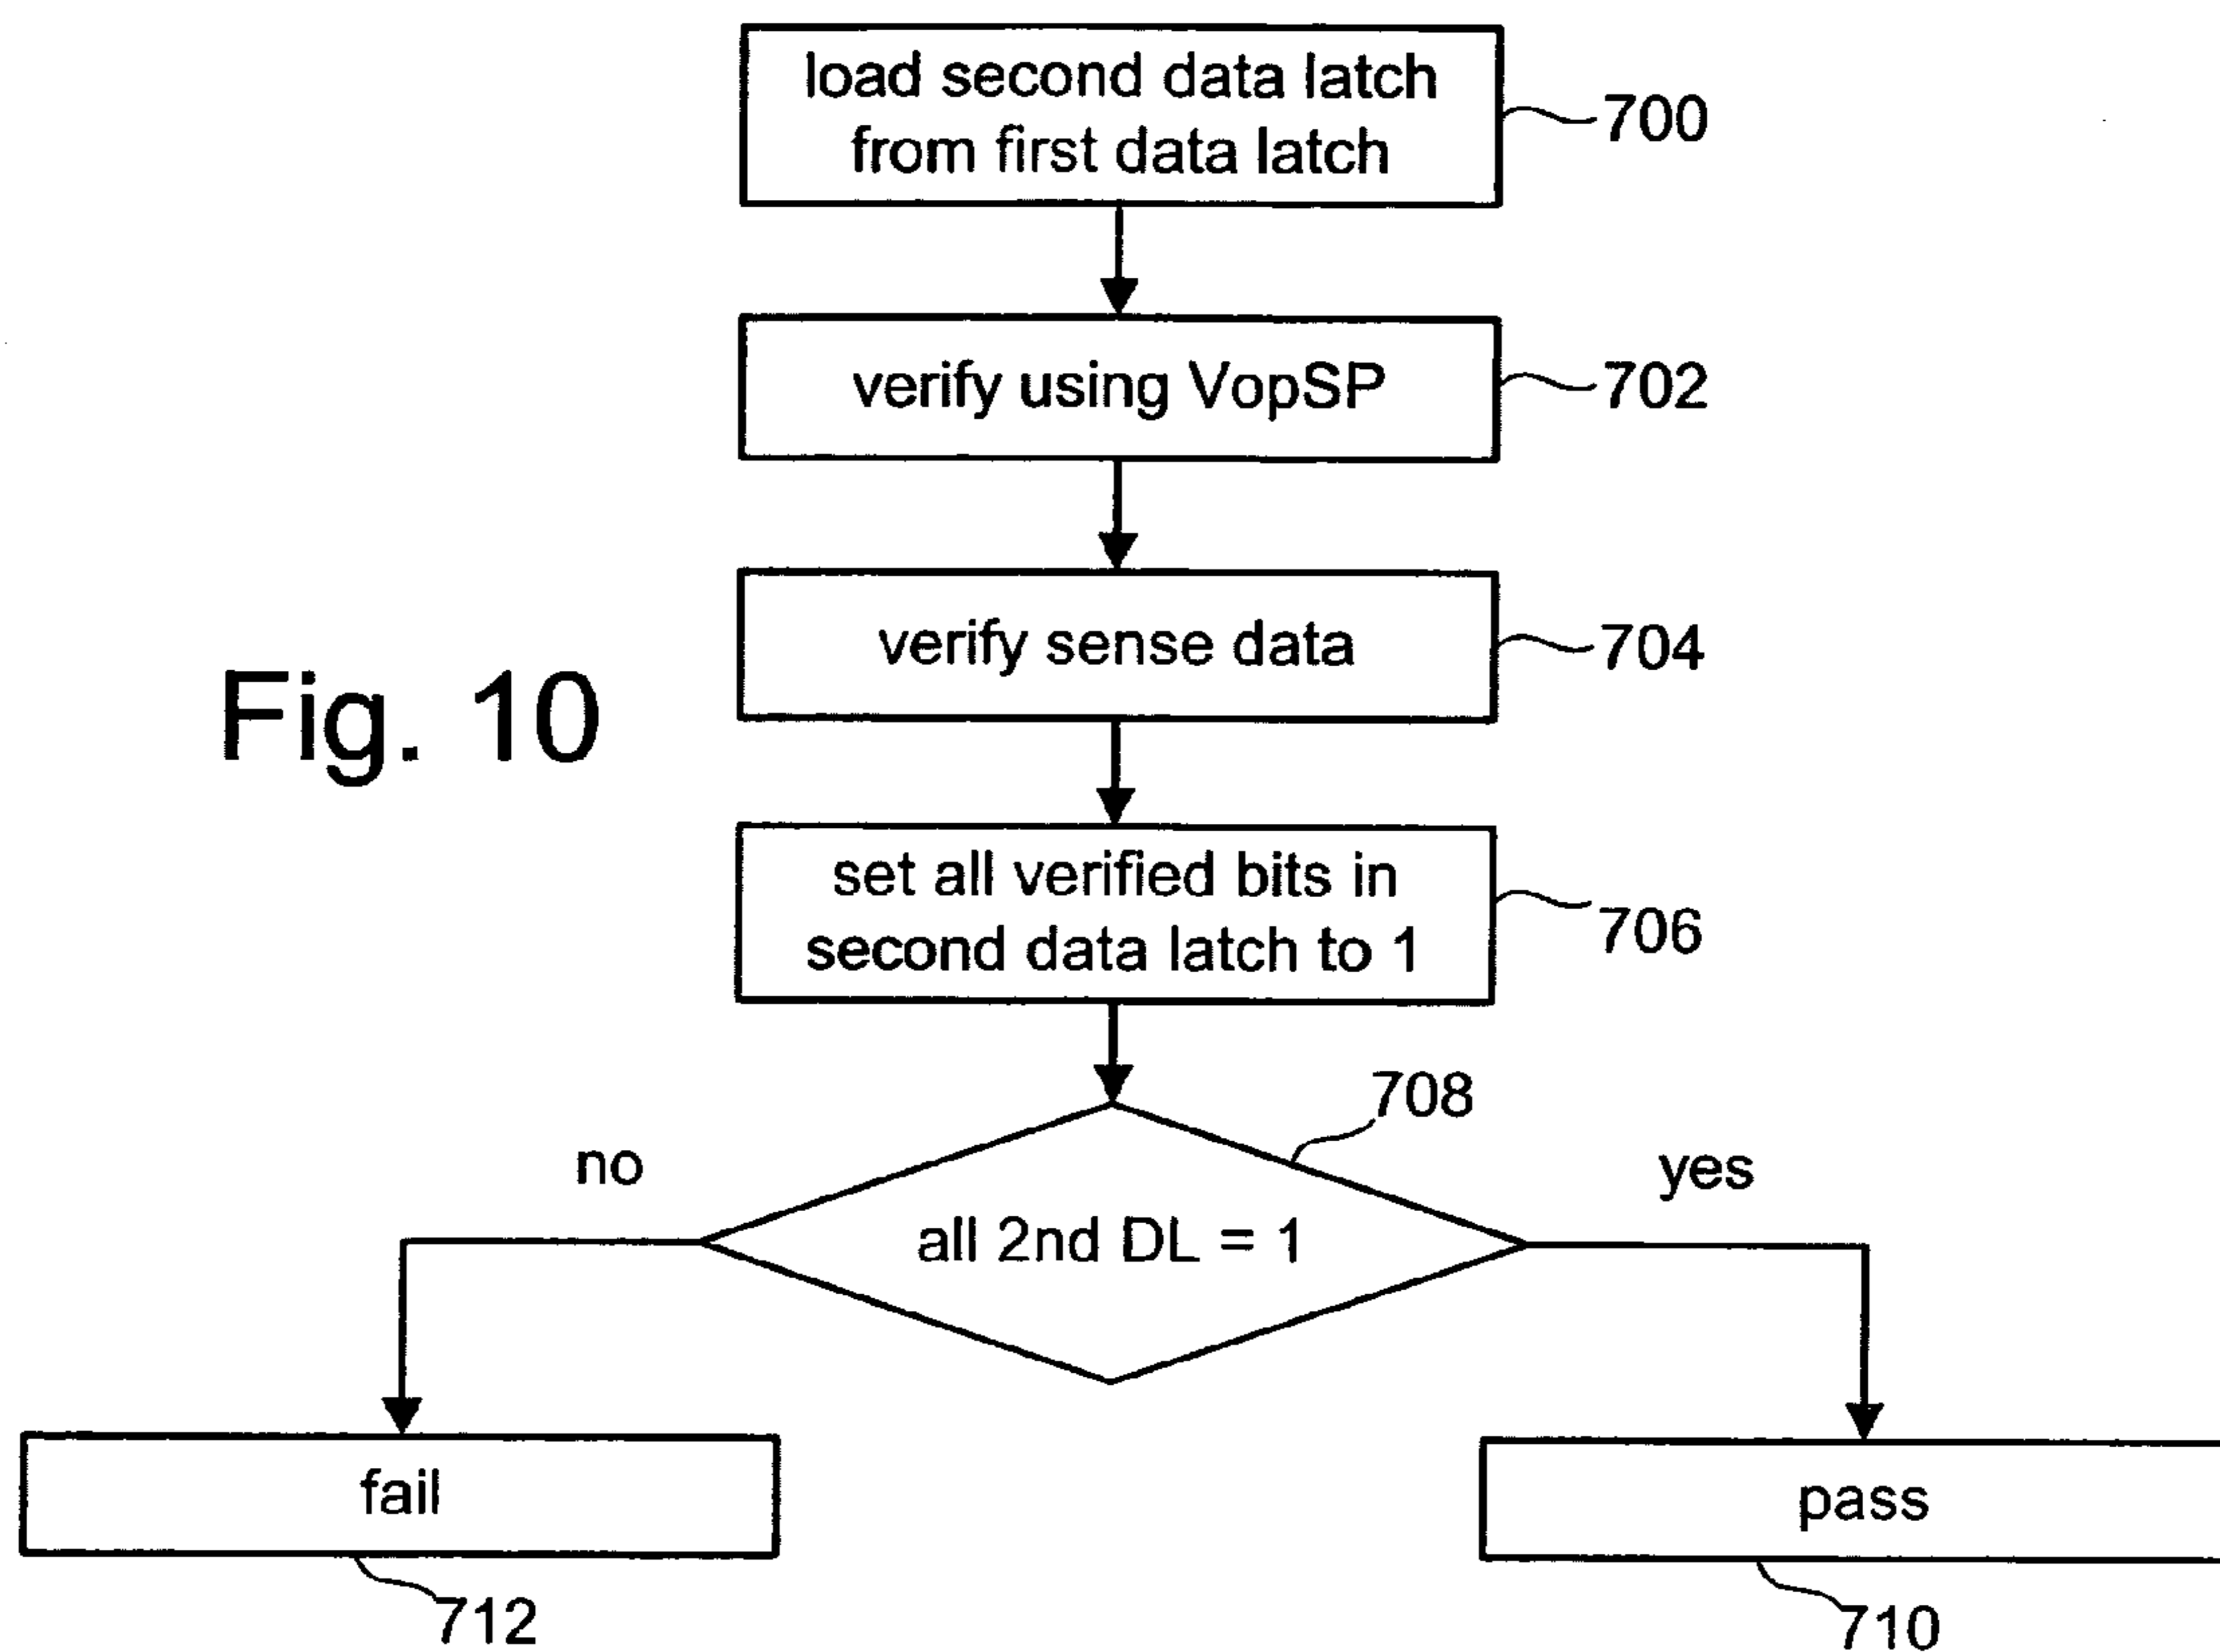 load second data latch
from first data latch
700
verify using VopSP
702
verify sense data
704
Fig. 10
set all verified bits in
second data latch to 1
706
708
no
yes
all 2nd DL = 1
fail
pass
712
710